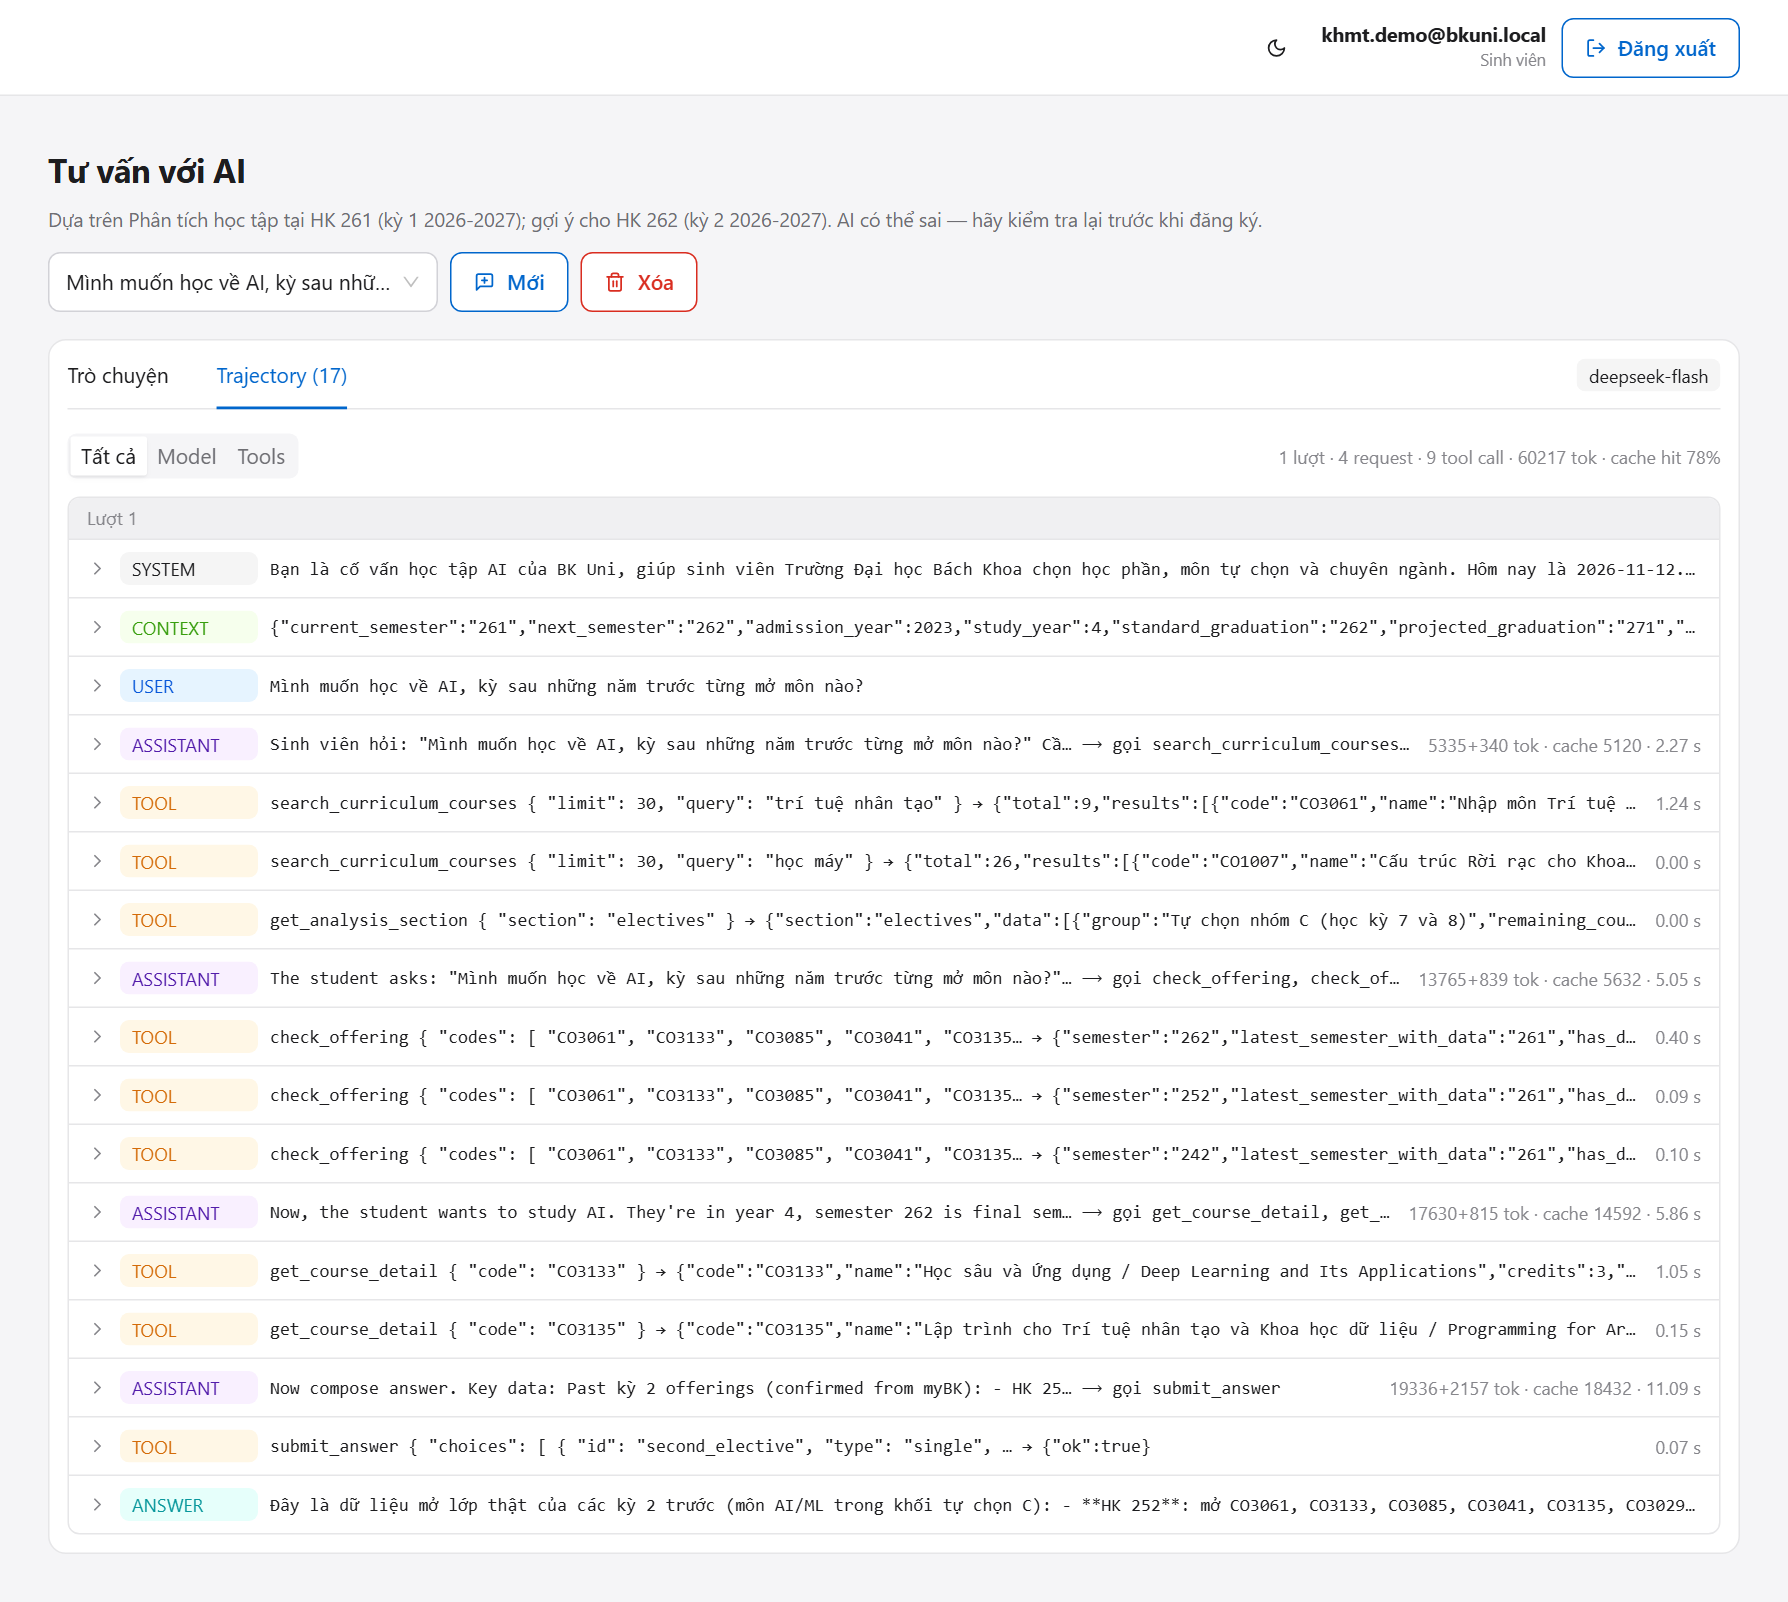 khmt.demo@bkuni.local
Sinh viên
Đăng xuất
Tư vấn với AI
Dựa trên Phân tích học tập tại HK 261 (kỳ 1 2026-2027); gợi ý cho HK 262 (kỳ 2 2026-2027). AI có thể sai — hãy kiểm tra lại trước khi đăng ký.
Mình muốn học về AI, kỳ sau nhữ...
Mới
Xóa
Trò chuyện
Trajectory (17)
deepseek-flash
Tất cả
Model
Tools
1 lượt · 4 request · 9 tool call · 60217 tok · cache hit 78%
Lượt 1
SYSTEM Bạn là cố vấn học tập AI của BK Uni, giúp sinh viên Trường Đại học Bách Khoa chọn học phần, môn tự chọn và chuyên ngành. Hôm nay là 2026-11-12.…
CONTEXT {"current_semester":"261","next_semester":"262","admission_year":2023,"study_year":4,"standard_graduation":"262","projected_graduation":"271","…
USER Mình muốn học về AI, kỳ sau những năm trước từng mở môn nào?
ASSISTANT Sinh viên hỏi: "Mình muốn học về AI, kỳ sau những năm trước từng mở môn nào?" Cầ… ⟶ gọi search_curriculum_courses… 5335+340 tok · cache 5120 · 2.27 s
TOOL search_curriculum_courses { "limit": 30, "query": "trí tuệ nhân tạo" } → {"total":9,"results":[{"code":"CO3061","name":"Nhập môn Trí tuệ … 1.24 s
TOOL search_curriculum_courses { "limit": 30, "query": "học máy" } → {"total":26,"results":[{"code":"CO1007","name":"Cấu trúc Rời rạc cho Khoa… 0.00 s
TOOL get_analysis_section { "section": "electives" } → {"section":"electives","data":[{"group":"Tự chọn nhóm C (học kỳ 7 và 8)","remaining_cou… 0.00 s
ASSISTANT The student asks: "Mình muốn học về AI, kỳ sau những năm trước từng mở môn nào?"… ⟶ gọi check_offering, check_of… 13765+839 tok · cache 5632 · 5.05 s
TOOL check_offering { "codes": [ "CO3061", "CO3133", "CO3085", "CO3041", "CO3135… → {"semester":"262","latest_semester_with_data":"261","has_d… 0.40 s
TOOL check_offering { "codes": [ "CO3061", "CO3133", "CO3085", "CO3041", "CO3135… → {"semester":"252","latest_semester_with_data":"261","has_d… 0.09 s
TOOL check_offering { "codes": [ "CO3061", "CO3133", "CO3085", "CO3041", "CO3135… → {"semester":"242","latest_semester_with_data":"261","has_d… 0.10 s
ASSISTANT Now, the student wants to study AI. They're in year 4, semester 262 is final sem… ⟶ gọi get_course_detail, get_… 17630+815 tok · cache 14592 · 5.86 s
TOOL get_course_detail { "code": "CO3133" } → {"code":"CO3133","name":"Học sâu và Ứng dụng / Deep Learning and Its Applications","credits":3,"… 1.05 s
TOOL get_course_detail { "code": "CO3135" } → {"code":"CO3135","name":"Lập trình cho Trí tuệ nhân tạo và Khoa học dữ liệu / Programming for Ar… 0.15 s
ASSISTANT Now compose answer. Key data: Past kỳ 2 offerings (confirmed from myBK): - HK 25… ⟶ gọi submit_answer 19336+2157 tok · cache 18432 · 11.09 s
TOOL submit_answer { "choices": [ { "id": "second_elective", "type": "single", … → {"ok":true} 0.07 s
ANSWER Đây là dữ liệu mở lớp thật của các kỳ 2 trước (môn AI/ML trong khối tự chọn C): - **HK 252**: mở CO3061, CO3133, CO3085, CO3041, CO3135, CO3029…